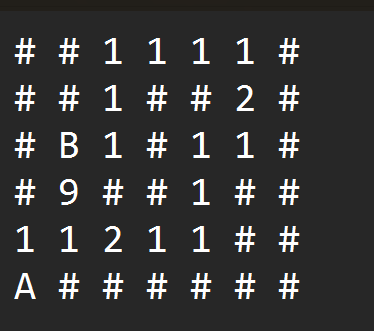 # # 1 1 1 1 #
# # 1 # # 2 #
# B 1 # 1 1 #
# 9 # # 1 # #
1 1 2 1 1 # #
A # # # # # #